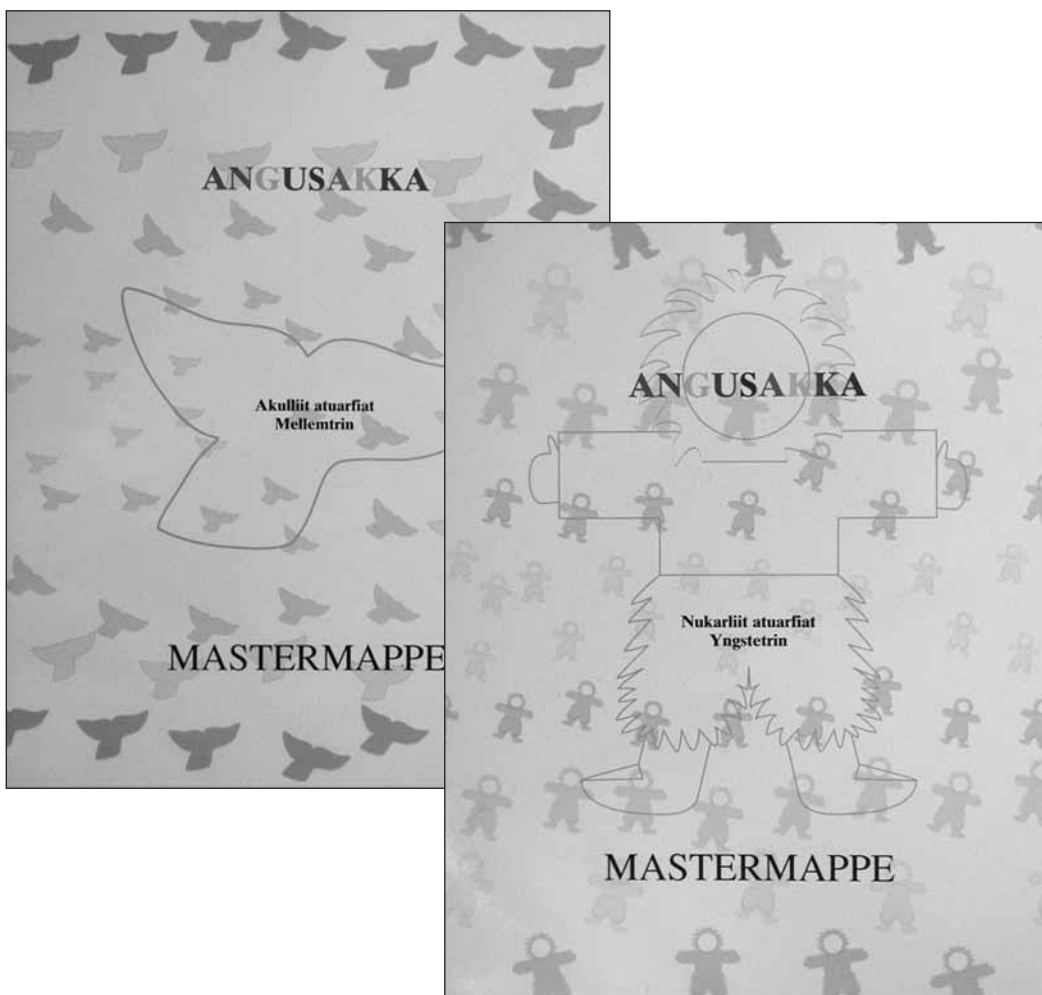 ANGUSAKKA
Akulliit atuarfiat
Mellemtrin
MASTERMAPPE
ANGUSAKKA
Nukarliit atuarfiat
Yngstetrin
MASTERMAPPE